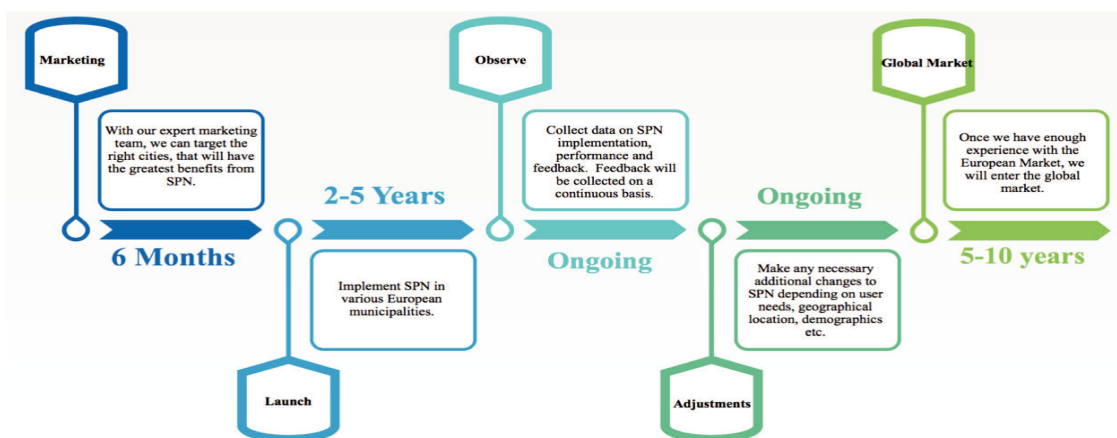 Marketing
With our expert marketing
team, we can target the
right cities, that will have
the greatest benefits from
SPN.
6 Months
2-5 Years
Implement SPN in
various European
municipalities.
Launch
Observe
Collect data on SPN
implementation,
performance and
feedback. Feedback will
be collected on a
continuous basis.
Ongoing
Ongoing
Make any necessary
additional changes to
SPN depending on user
needs, geographical
location, demographics
etc.
Adjustments
Global Market
Once we have enough
experience with the
European Market, we
will enter the global
market.
5-10 years